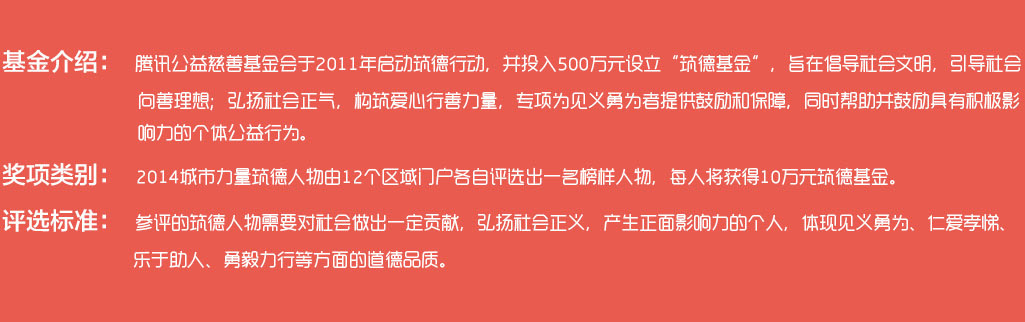 基金介绍： 腾讯公益慈善基金会于2011年启动筑德行动，并投入500万元设立“筑德基金”，旨在倡导社会文明，引导社会
向善理想；弘扬社会正气，构筑爱心行善力量，专项为见义勇为者提供鼓励和保障，同时帮助并鼓励具有积极影
响力的个体公益行为。
奖项类别： 2014城市力量筑德人物由12个区域门户各自评选出一名榜样人物，每人将获得10万元筑德基金。
评选标准： 参评的筑德人物需要对社会做出一定贡献，弘扬社会正义，产生正面影响力的个人，体现见义勇为、仁爱孝悌、
乐于助人、勇毅力行等方面的道德品质。